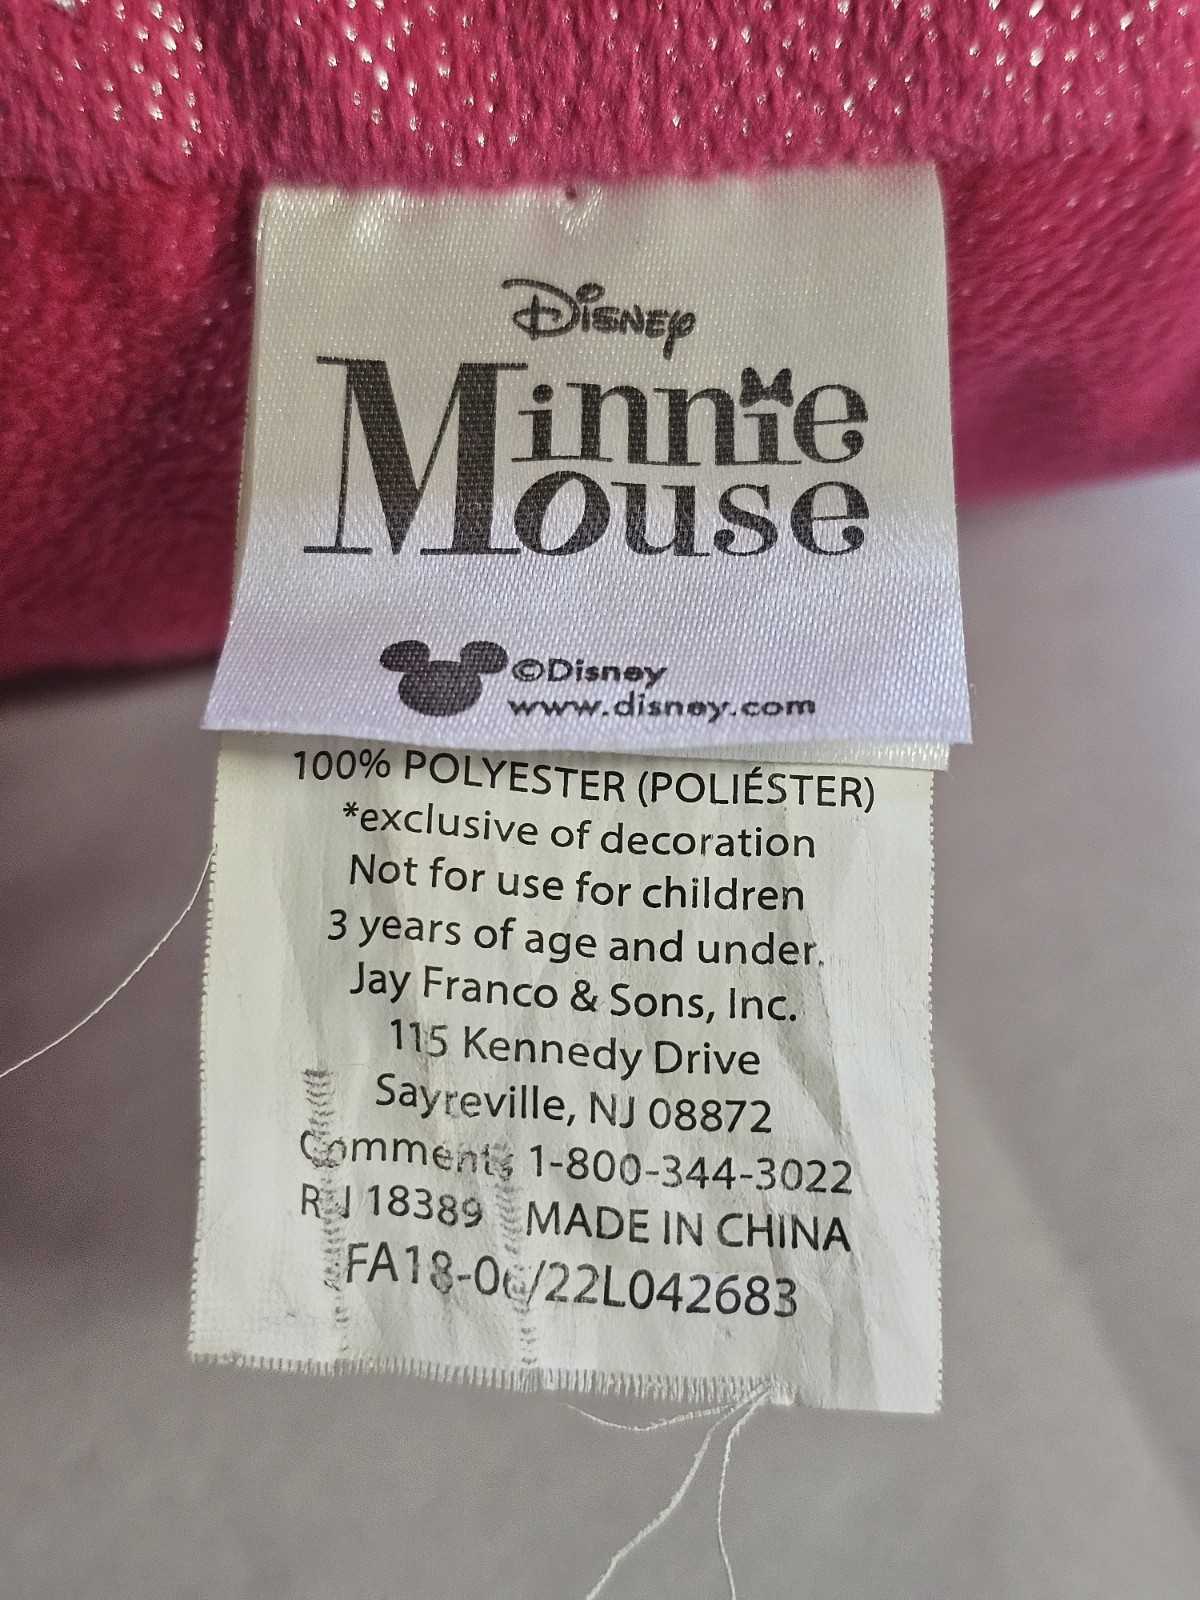 Disney
Minnie
Mouse
©Disney
www.disney.com
100% POLYESTER (POLIÉSTER)
*exclusive of decoration
Not for use for children
3 years of age and under.
Jay Franco & Sons, Inc.
115 Kennedy Drive
Sayreville, NJ 08872
Comments 1-800-344-3022
RN 18389 MADE IN CHINA